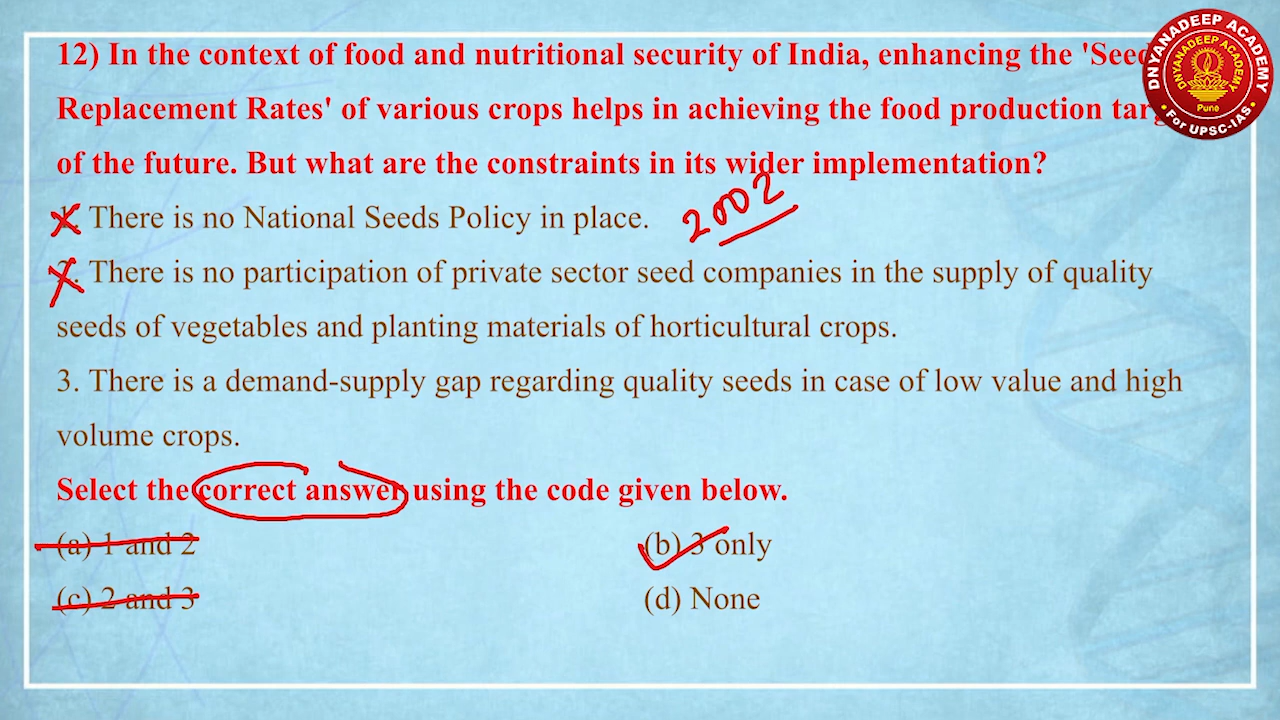 12) In the context of food and nutritional security of India, enhancing the 'Seed
Replacement Rates' of various crops helps in achieving the food production targ
of the future. But what are the constraints in its wider implementation?
1. There is no National Seeds Policy in place.
2002
2. There is no participation of private sector seed companies in the supply of quality
seeds of vegetables and planting materials of horticultural crops.
3. There is a demand-supply gap regarding quality seeds in case of low value and high
volume crops.
Select the correct answer using the code given below.
(a) 1 and 2
(b) 3 only
(c) 2 and 3
(d) None
DNYANADEEP ACADEMY
DNYANADEEP ACADEMY
Pune
• For UPSC-IAS •